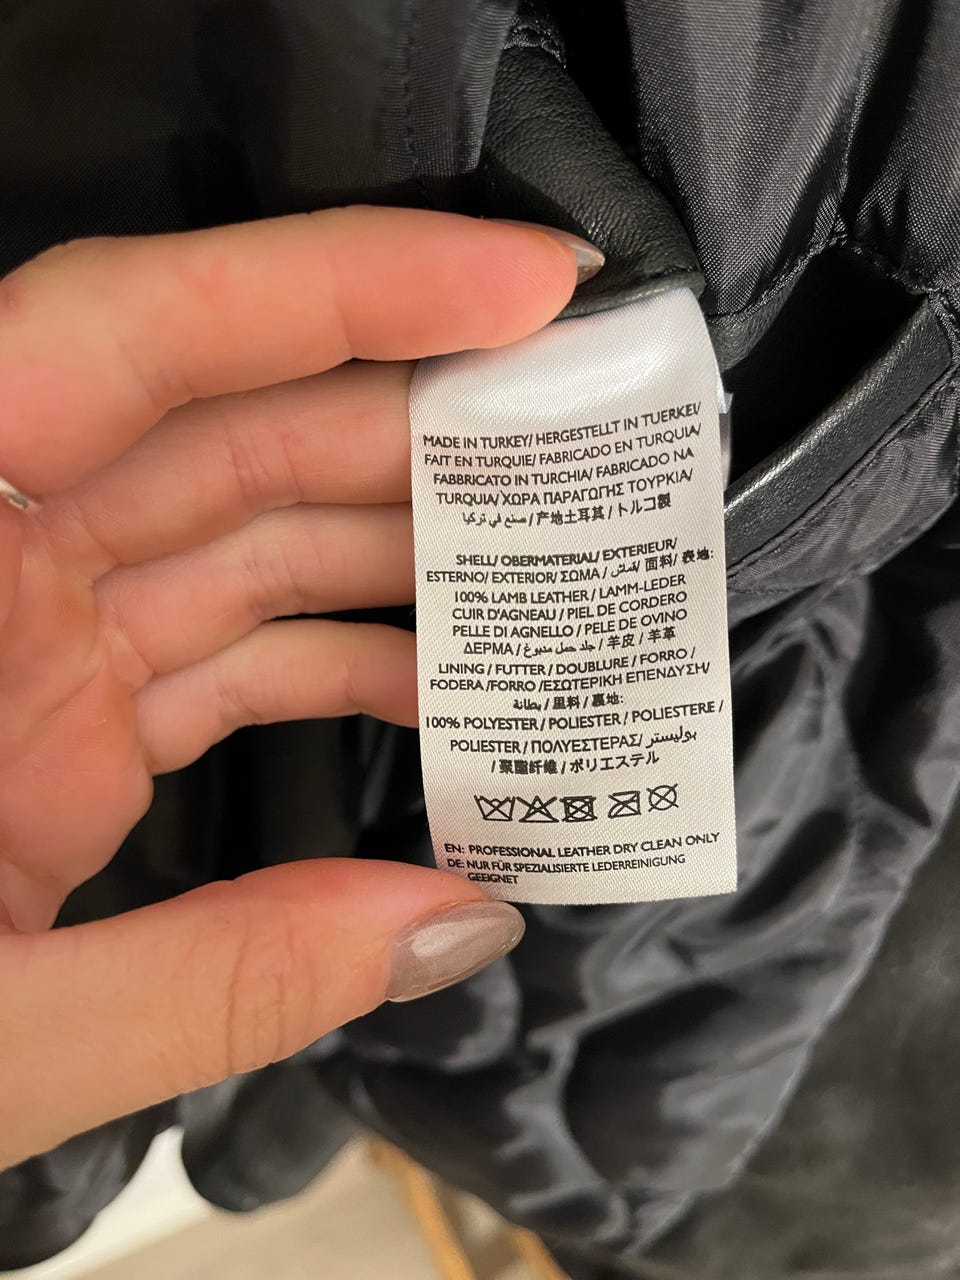 MADE IN TURKEY/ HERGESTELLT IN TUERKEI/
FAIT EN TURQUIE/ FABRICADO EN TURQUIA/
FABBRICATO IN TURCHIA/ FABRICADO NA
TURQUIA/ ΧΩΡΑ ΠΑΡΑΓΩΓΗΣ ΤΟΥΡΚΙΑ/
صنع في تركيا / 产地土耳其 / トルコ製
SHELL/ OBERMATERIAL/ EXTERIEUR/
ESTERNO/ EXTERIOR/ ΣΩΜΑ / قماش/ 面料/ 表地:
100% LAMB LEATHER / LAMM-LEDER
CUIR D'AGNEAU / PIEL DE CORDERO
PELLE DI AGNELLO / PELE DE OVINO
ΔΕΡΜΑ / جلد حمل مدبوغ / 羊皮 / 羊革
LINING / FUTTER / DOUBLURE / FORRO /
FODERA /FORRO /ΕΣΩΤΕΡΙΚΗ ΕΠΕΝΔΥΣΗ/
بطانة / 里料 / 裏地:
100% POLYESTER / POLIESTER / POLIESTERE /
POLIESTER / ΠΟΛΥΕΣΤΕΡΑΣ/ بوليستر
/ 聚酯纤维 / ポリエステル
EN: PROFESSIONAL LEATHER DRY CLEAN ONLY
DE: NUR FÜR SPEZIALISIERTE LEDERREINIGUNG
GEEIGNET